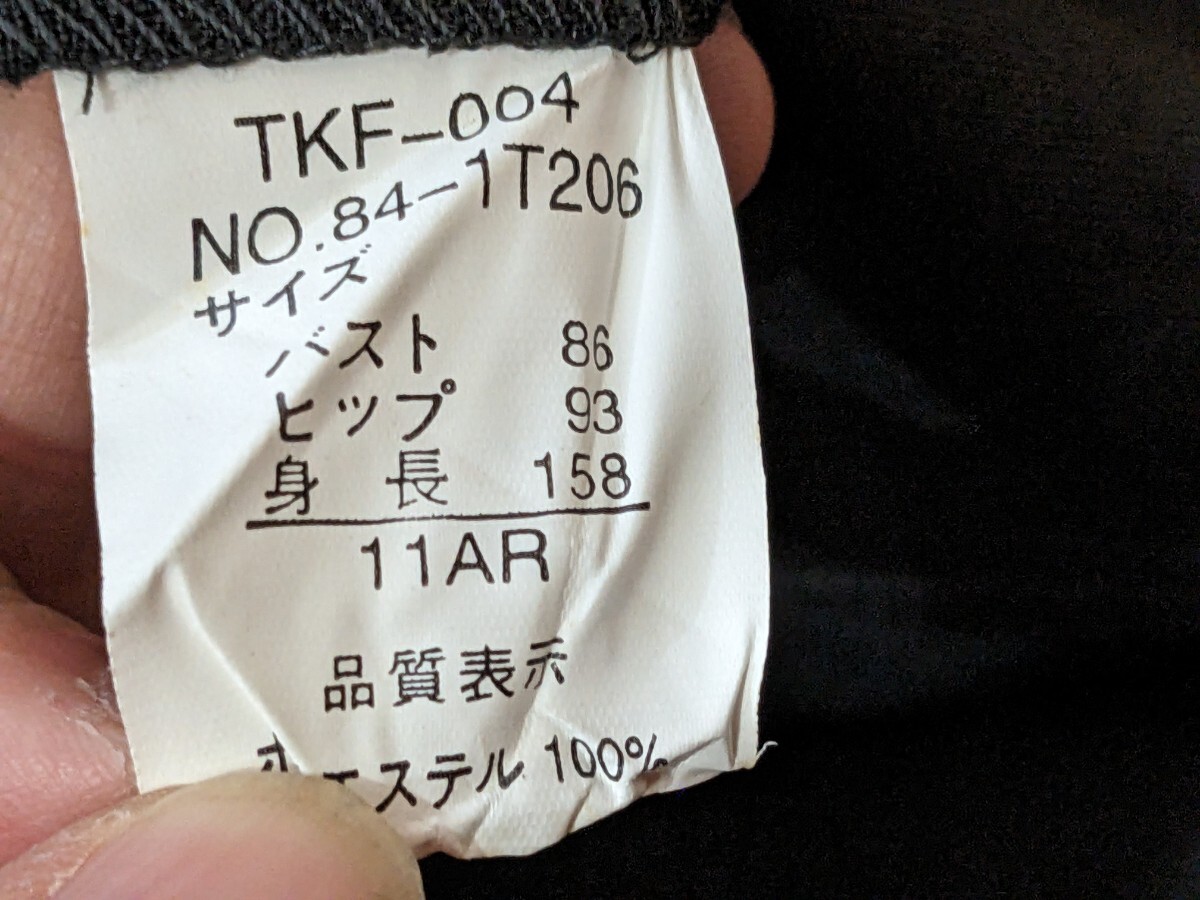 TKF-004
NO.84-1T206
サイズ
バスト 86
ヒップ 93
身長 158
11AR
品質表示
ポエステル 100%